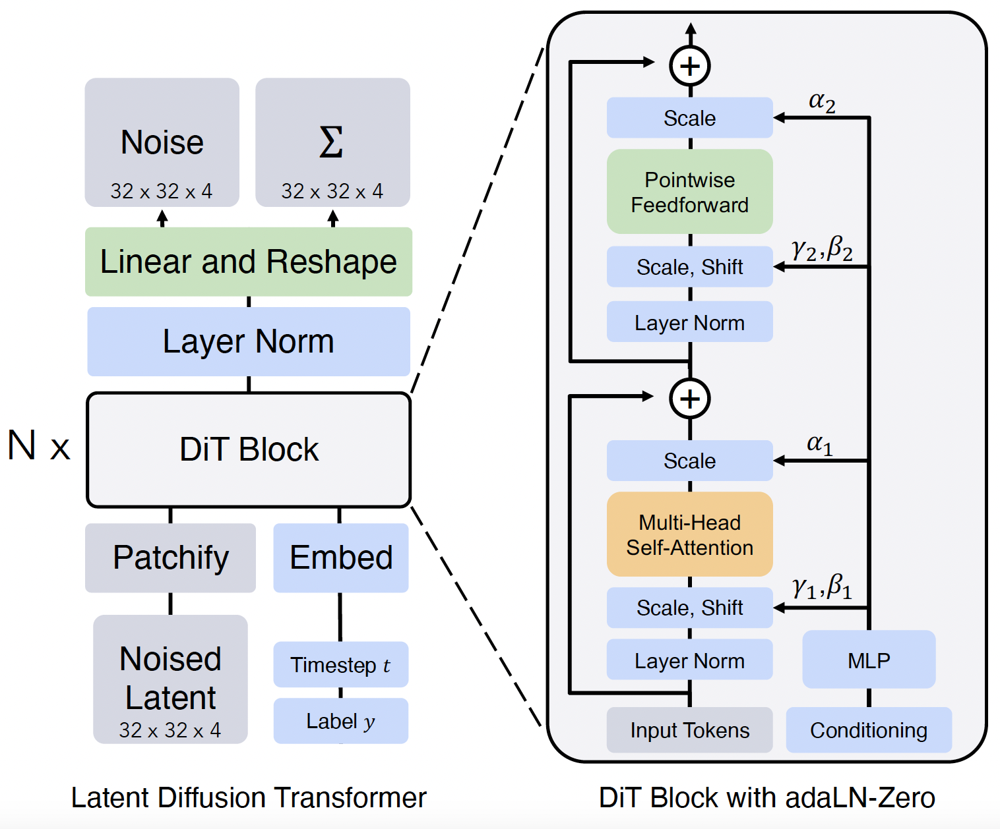 Noise
32 x 32 x 4
Σ
32 x 32 x 4
Linear and Reshape
Layer Norm
N x
DiT Block
Patchify
Embed
Noised
Latent
32 x 32 x 4
Timestep t
Label y
Latent Diffusion Transformer
+
Scale
α₂
Pointwise
Feedforward
γ₂,β₂
Scale, Shift
Layer Norm
+
Scale
α₁
Multi-Head
Self-Attention
γ₁,β₁
Scale, Shift
Layer Norm
MLP
Input Tokens
Conditioning
DiT Block with adaLN-Zero